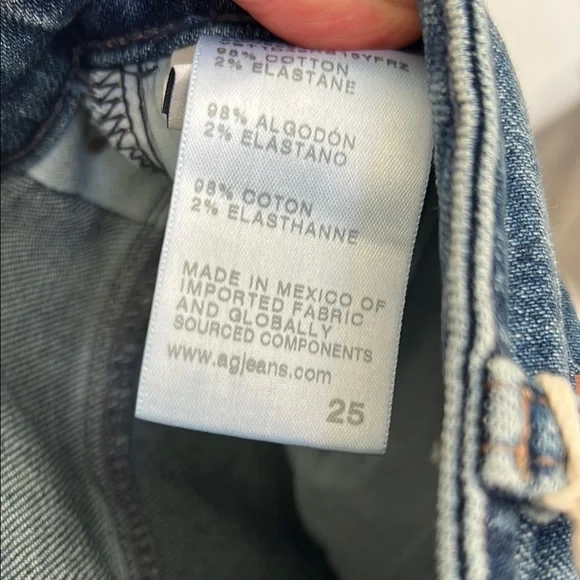 98% COTTON
2% ELASTANE
98% ALGODÓN
2% ELASTANO
98% COTON
2% ELASTHANNE
MADE IN MEXICO OF
IMPORTED FABRIC
AND GLOBALLY
SOURCED COMPONENTS
www.agjeans.com
25